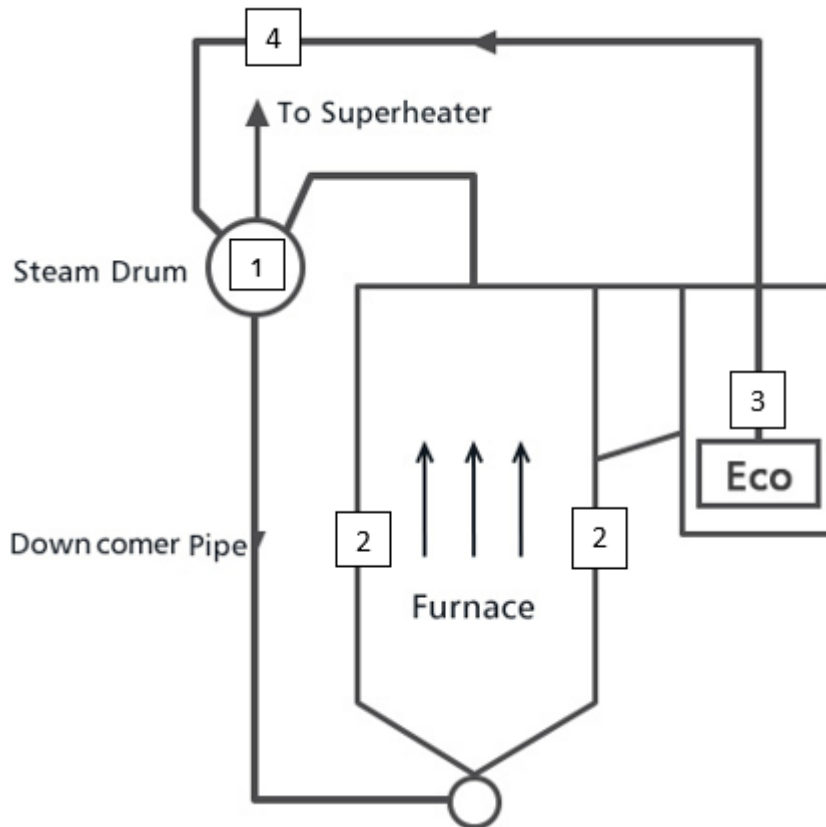 4
To Superheater
Steam Drum
1
3
Eco
Down comer Pipe
2
2
Furnace